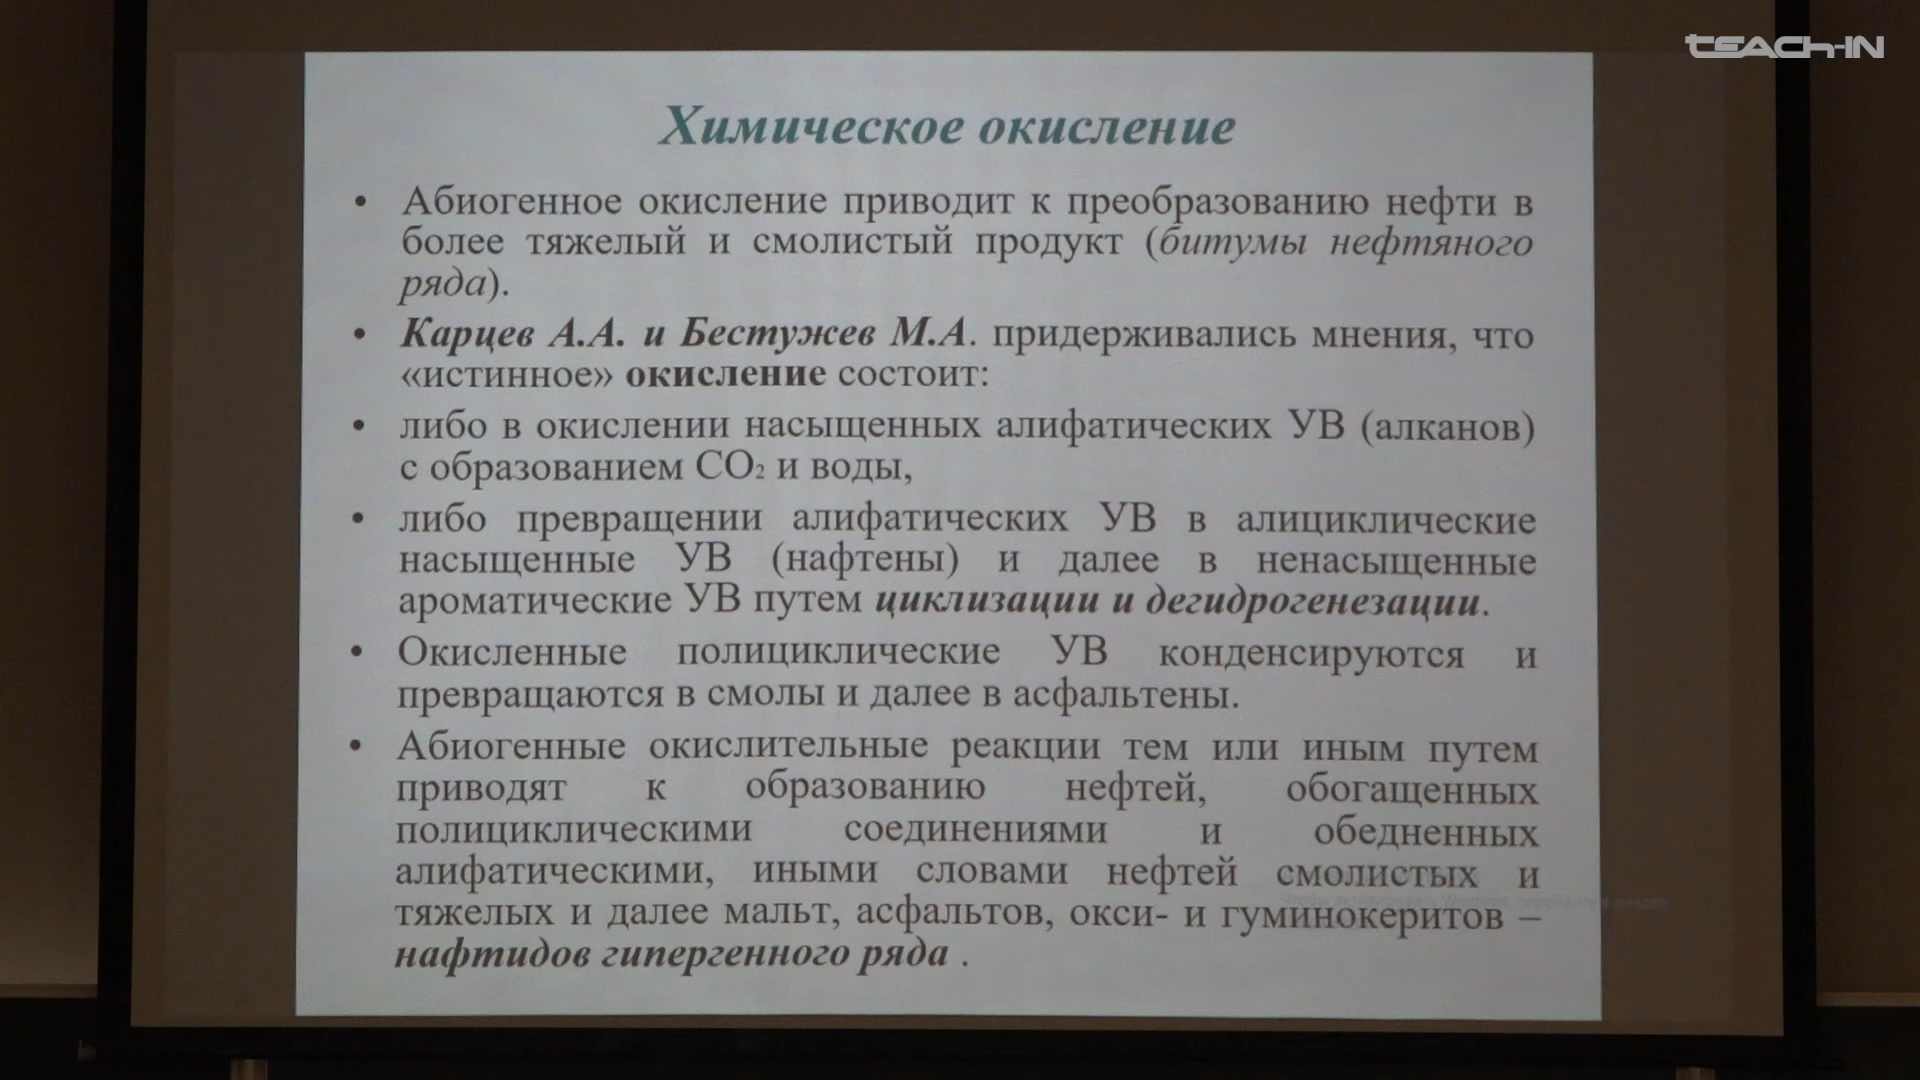 TEACH-IN
Химическое окисление
• Абиогенное окисление приводит к преобразованию нефти в
более тяжелый и смолистый продукт (битумы нефтяного
ряда).
• Карцев А.А. и Бестужев М.А. придерживались мнения, что
«истинное» окисление состоит:
• либо в окислении насыщенных алифатических УВ (алканов)
с образованием СО₂ и воды,
• либо превращении алифатических УВ в алициклические
насыщенные УВ (нафтены) и далее в ненасыщенные
ароматические УВ путем циклизации и дегидрогенезации.
• Окисленные полициклические УВ конденсируются и
превращаются в смолы и далее в асфальтены.
• Абиогенные окислительные реакции тем или иным путем
приводят к образованию нефтей, обогащенных
полициклическими соединениями и обедненных
алифатическими, иными словами нефтей смолистых и
тяжелых и далее мальт, асфальтов, окси- и гуминокеритов –
нафтидов гипергенного ряда .